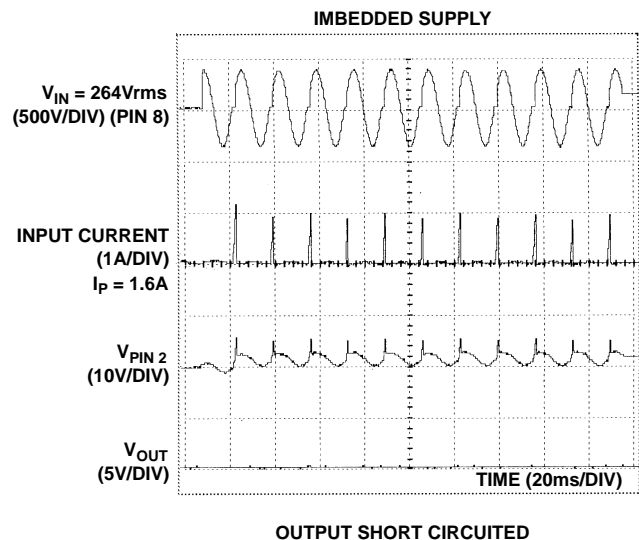 IMBEDDED SUPPLY
V_IN = 264Vrms
(500V/DIV) (PIN 8)
INPUT CURRENT
(1A/DIV)
I_P = 1.6A
V_PIN 2
(10V/DIV)
V_OUT
(5V/DIV)
TIME (20ms/DIV)
OUTPUT SHORT CIRCUITED